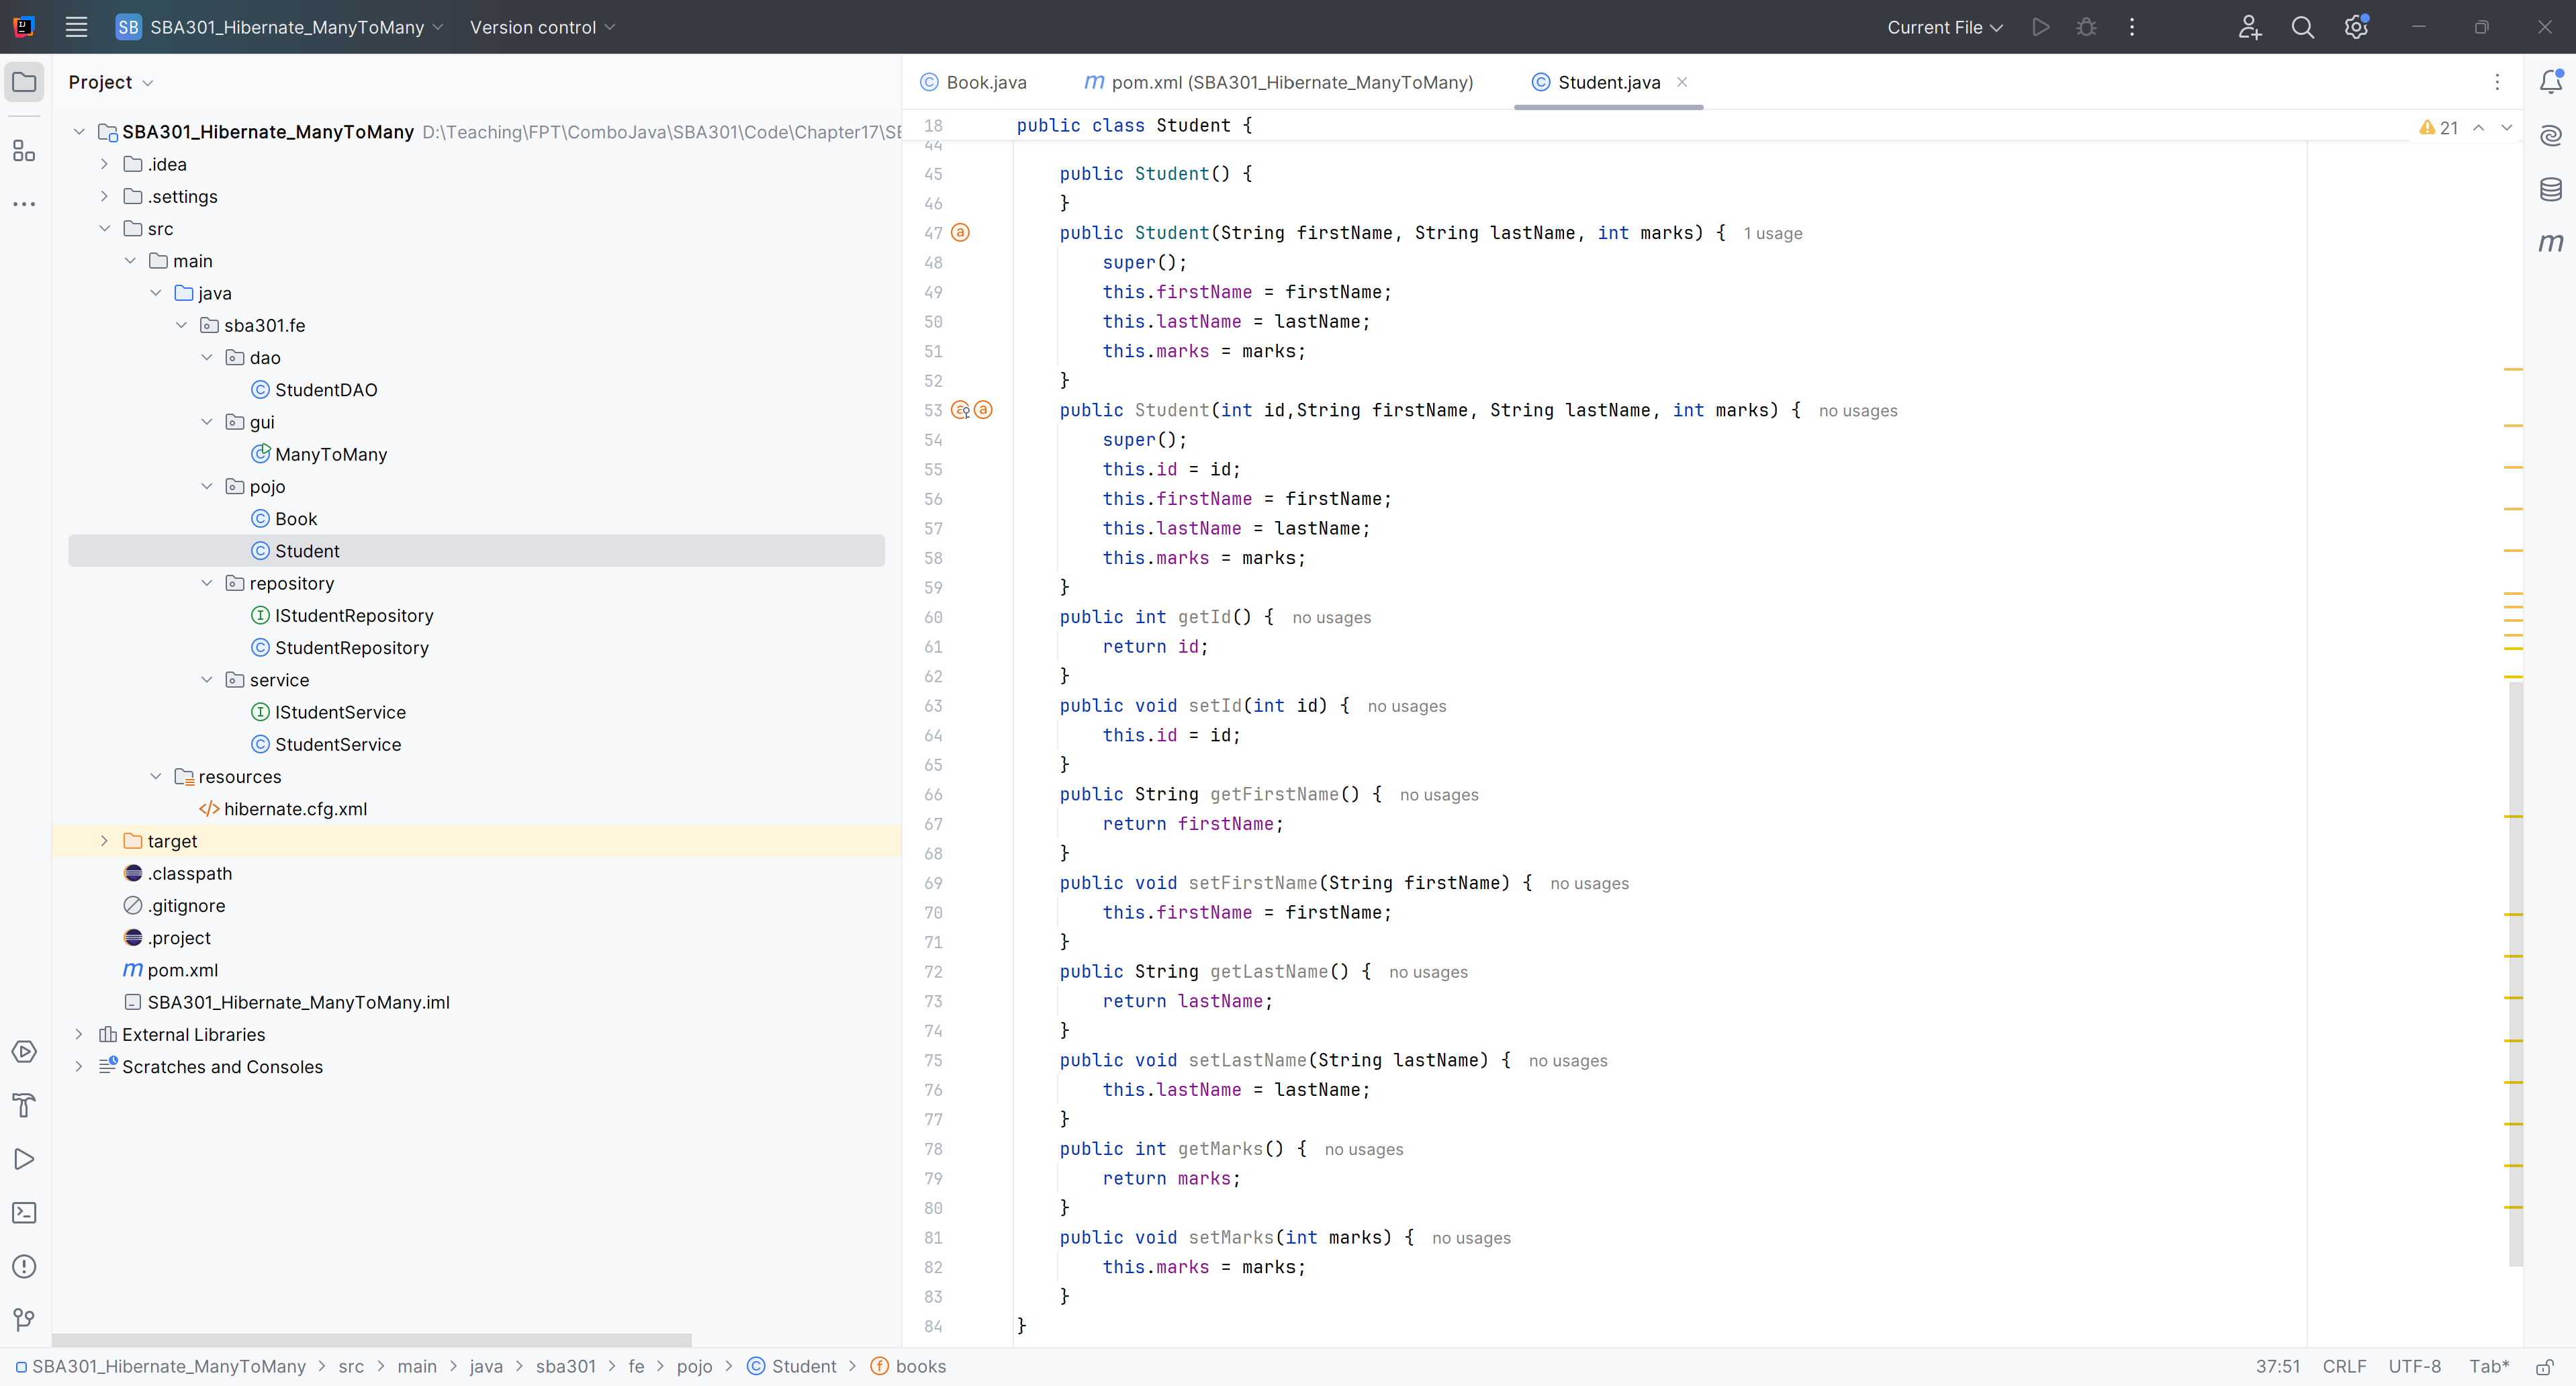 SB SBA301_Hibernate_ManyToMany Version control Current File
Project
SBA301_Hibernate_ManyToMany D:\Teaching\FPT\ComboJava\SBA301\Code\Chapter17\SE
.idea
.settings
src
main
java
sba301.fe
dao
StudentDAO
gui
ManyToMany
pojo
Book
Student
repository
IStudentRepository
StudentRepository
service
IStudentService
StudentService
resources
hibernate.cfg.xml
target
.classpath
.gitignore
.project
pom.xml
SBA301_Hibernate_ManyToMany.iml
External Libraries
Scratches and Consoles
Book.java pom.xml (SBA301_Hibernate_ManyToMany) Student.java
18 public class Student { 21
44
45 public Student() {
46 }
47 public Student(String firstName, String lastName, int marks) { 1 usage
48 super();
49 this.firstName = firstName;
50 this.lastName = lastName;
51 this.marks = marks;
52 }
53 public Student(int id,String firstName, String lastName, int marks) { no usages
54 super();
55 this.id = id;
56 this.firstName = firstName;
57 this.lastName = lastName;
58 this.marks = marks;
59 }
60 public int getId() { no usages
61 return id;
62 }
63 public void setId(int id) { no usages
64 this.id = id;
65 }
66 public String getFirstName() { no usages
67 return firstName;
68 }
69 public void setFirstName(String firstName) { no usages
70 this.firstName = firstName;
71 }
72 public String getLastName() { no usages
73 return lastName;
74 }
75 public void setLastName(String lastName) { no usages
76 this.lastName = lastName;
77 }
78 public int getMarks() { no usages
79 return marks;
80 }
81 public void setMarks(int marks) { no usages
82 this.marks = marks;
83 }
84 }
SBA301_Hibernate_ManyToMany > src > main > java > sba301 > fe > pojo > Student > books 37:51 CRLF UTF-8 Tab*